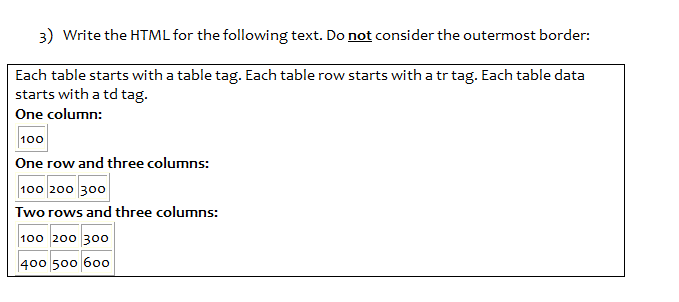 3) Write the HTML for the following text. Do not consider the outermost border:
Each table starts with a table tag. Each table row starts with a tr tag. Each table data
starts with a td tag.
One column:
100
One row and three columns:
100 200 300
Two rows and three columns:
100 200 300
400 500 600